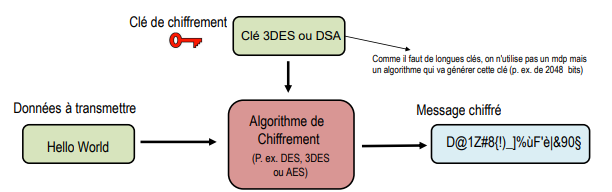 Clé de chiffrement
Clé 3DES ou DSA
Comme il faut de longues clés, on n'utilise pas un mdp mais
un algorithme qui va générer cette clé (p. ex. de 2048 bits)
Données à transmettre
Hello World
Algorithme de
Chiffrement
(P. ex. DES, 3DES
ou AES)
Message chiffré
D@1Z#8{!)_]%ùF'è|&90§